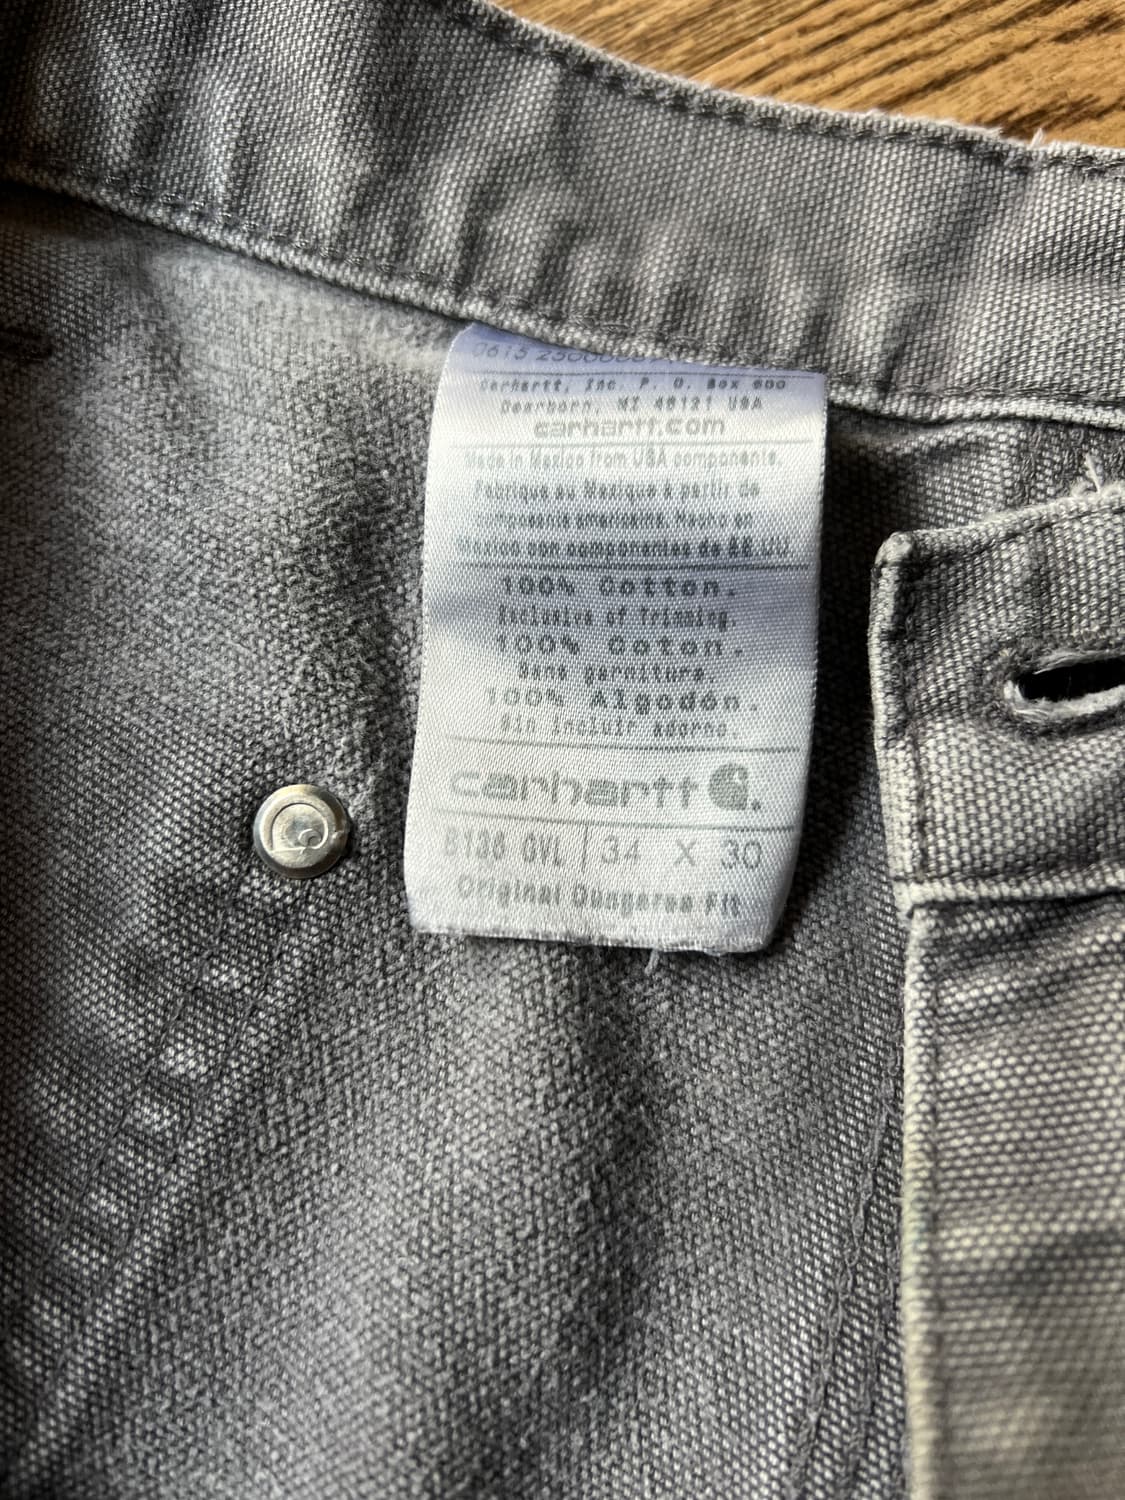 Carhartt, Inc. P. O. Box 600
Dearborn, MI 48121 USA
carhartt.com
Made in Mexico from USA components.
Fabriqué au Mexique à partir de
composants américains. Hecho en
México con componentes de EE.UU.
100% Cotton.
Exclusive of Trimming.
100% Coton.
Sans garniture.
100% Algodón.
Sin incluir adorno.
carhartt
B136 GVL | 34 X 30
Original Dungaree Fit